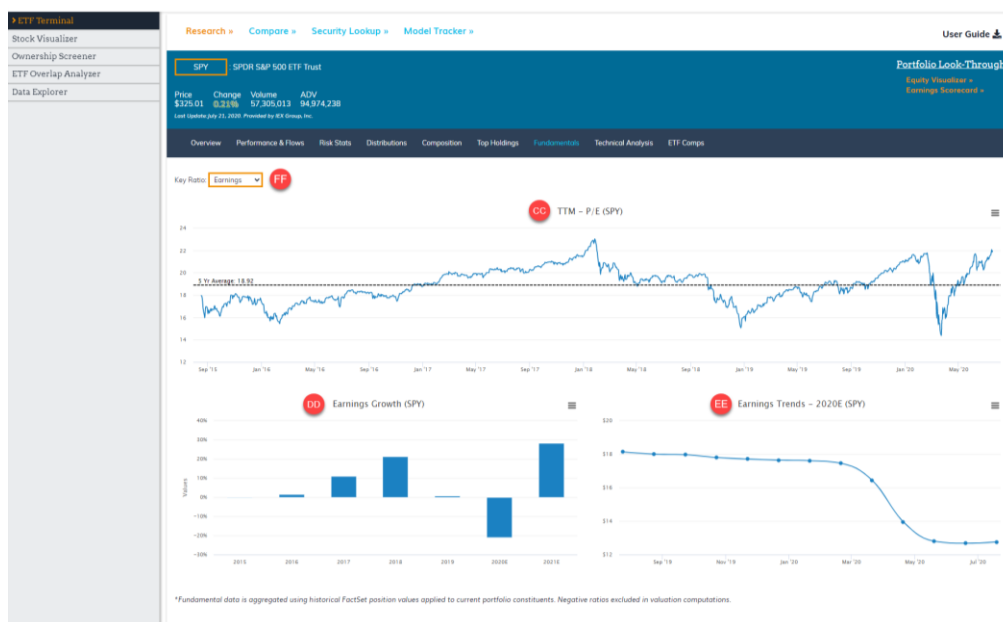 ETF Terminal
Stock Visualizer
Ownership Screener
ETF Overlap Analyzer
Data Explorer
Research » Compare » Security Lookup » Model Tracker »
User Guide
SPY SPDR S&P 500 ETF Trust
Portfolio Look-Through
Equity Visualizer »
Earnings Scorecard »
Price Change Volume ADV
$325.01 0.21% 57,305,013 94,974,238
Last Update July 21, 2020. Provided by IEX Group, Inc.
Overview Performance & Flows Risk Stats Distributions Composition Top Holdings Fundamentals Technical Analysis ETF Comps
Key Ratio: Earnings FF
CC TTM - P/E (SPY)
24
22
20
5 Yr Average: 18.92
18
16
14
12
Sep '15 Jan '16 May '16 Sep '16 Jan '17 May '17 Sep '17 Jan '18 May '18 Sep '18 Jan '19 May '19 Sep '19 Jan '20 May '20
DD Earnings Growth (SPY)
40%
30%
20%
10%
0%
-10%
-20%
-30%
Values
2015 2016 2017 2018 2019 2020E 2021E
EE Earnings Trends - 2020E (SPY)
$20
$18
$16
$14
$12
Sep '19 Nov '19 Jan '20 Mar '20 May '20 Jul '20
*Fundamental data is aggregated using historical FactSet position values applied to current portfolio constituents. Negative ratios excluded in valuation computations.